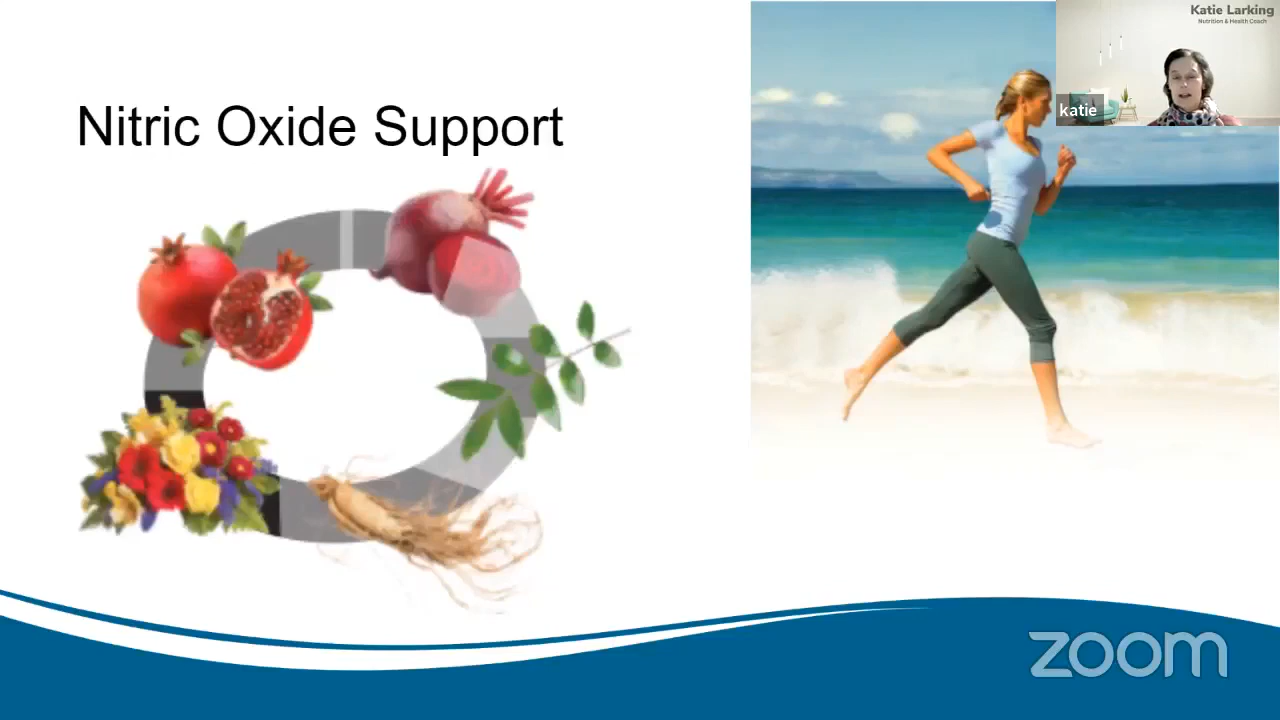 Katie Larking
Nutrition & Health Coach
katie
Nitric Oxide Support
zoom